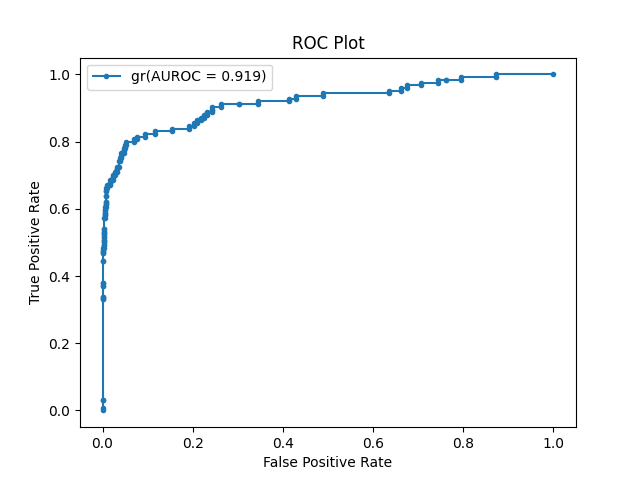 ROC Plot
gr(AUROC = 0.919)
True Positive Rate
1.0
0.8
0.6
0.4
0.2
0.0
0.0 0.2 0.4 0.6 0.8 1.0
False Positive Rate